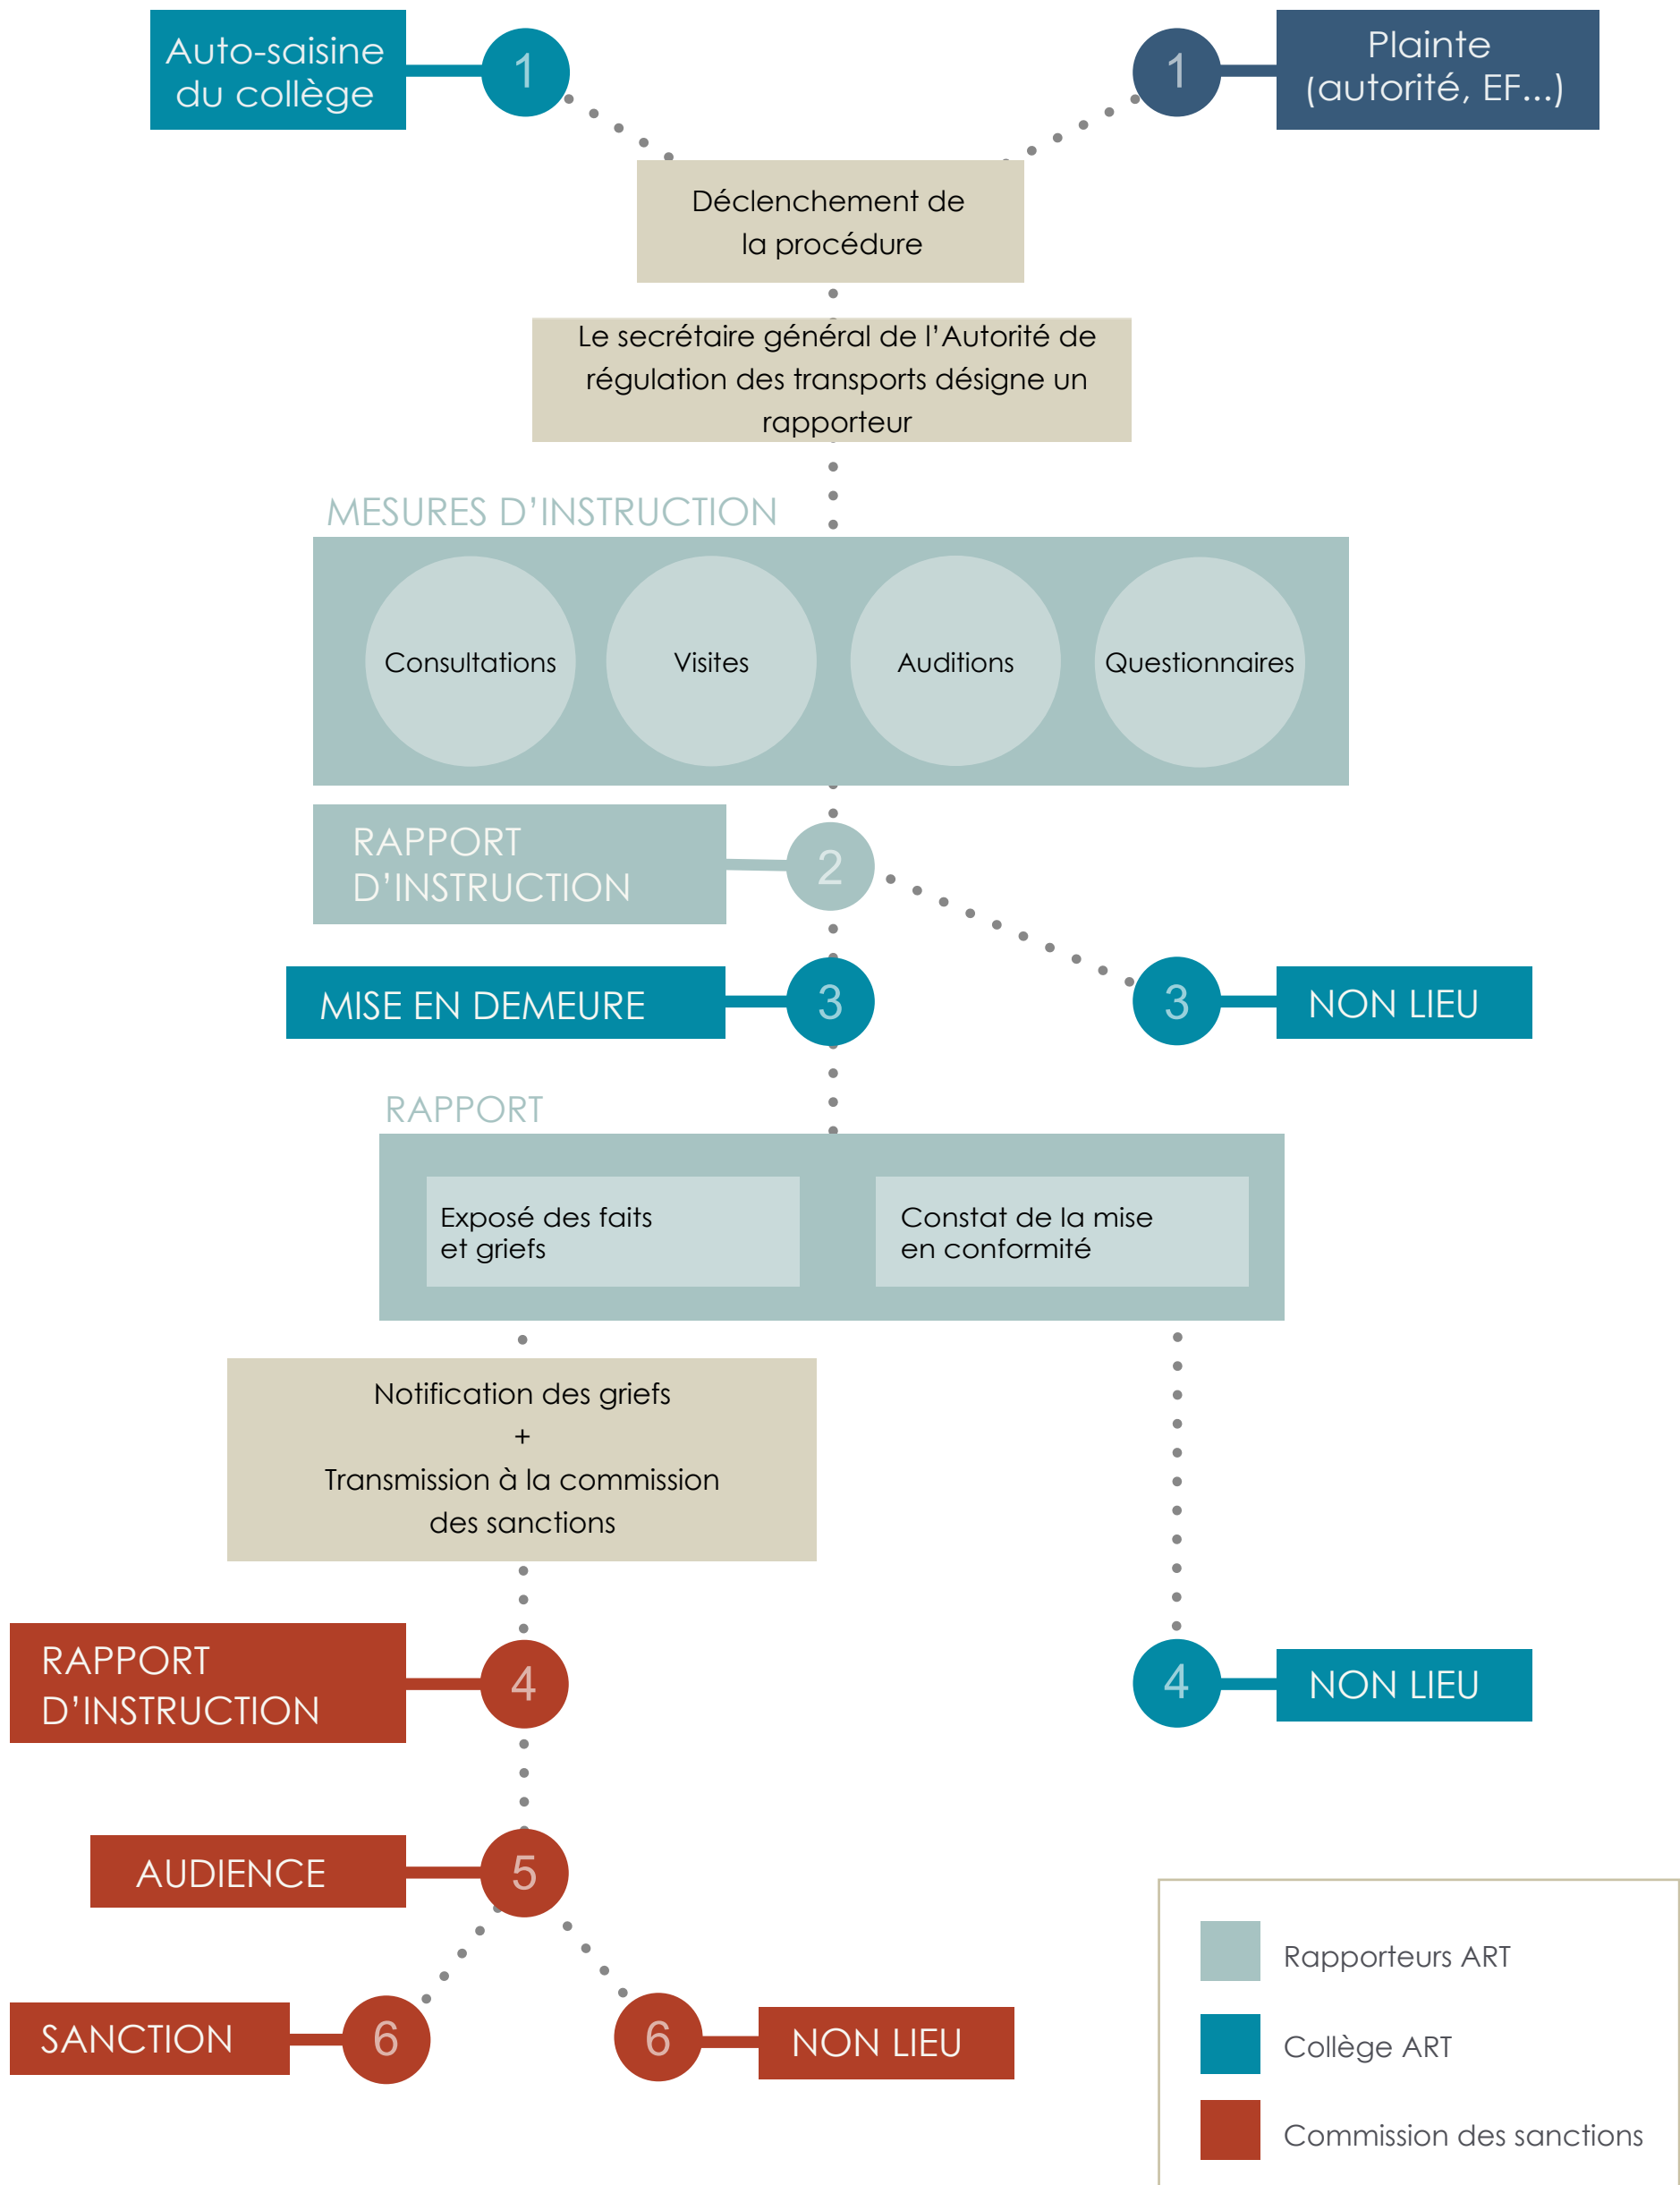 Auto-saisine
du collège
1
1
Plainte
(autorité, EF...)
Déclenchement de
la procédure
Le secrétaire général de l’Autorité de
régulation des transports désigne un
rapporteur
MESURES D’INSTRUCTION
Consultations
Visites
Auditions
Questionnaires
RAPPORT
D’INSTRUCTION
2
MISE EN DEMEURE
3
3
NON LIEU
RAPPORT
Exposé des faits
et griefs
Constat de la mise
en conformité
Notification des griefs
+
Transmission à la commission
des sanctions
RAPPORT
D’INSTRUCTION
4
4
NON LIEU
AUDIENCE
5
SANCTION
6
6
NON LIEU
Rapporteurs ART
Collège ART
Commission des sanctions